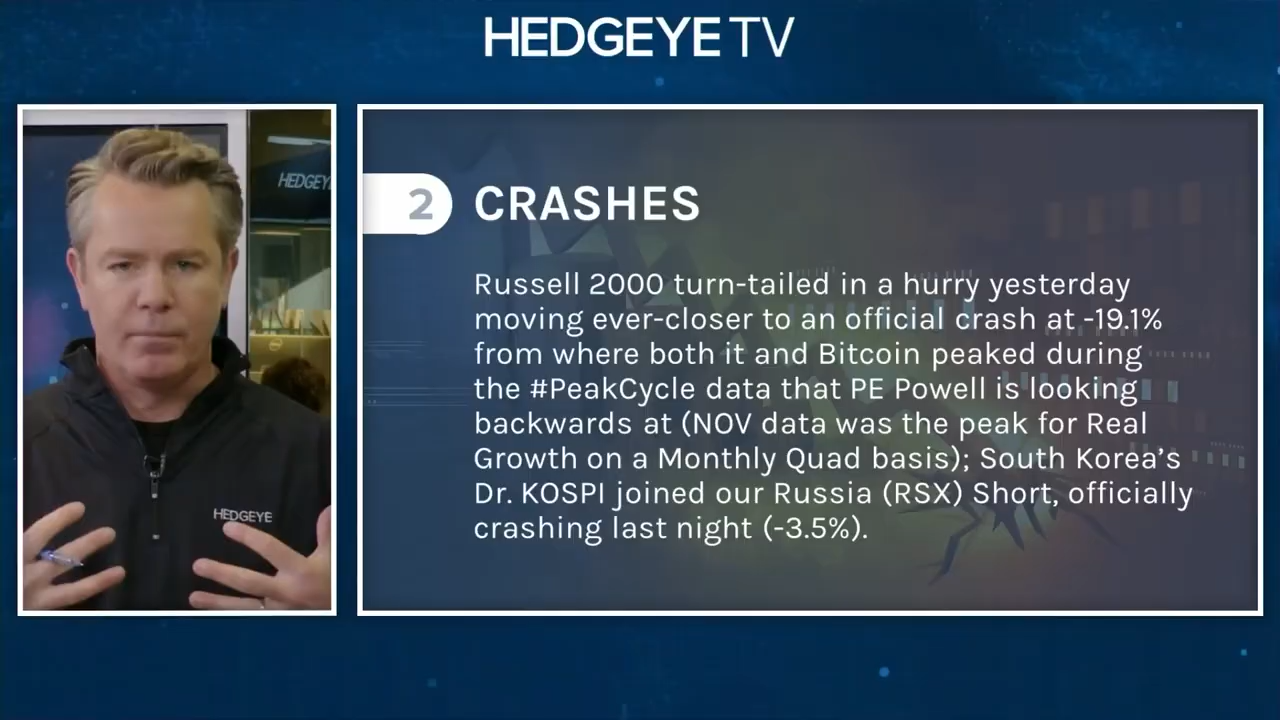 HEDGEYE TV
HEDGEYE
HEDGEYE
2 CRASHES
Russell 2000 turn-tailed in a hurry yesterday
moving ever-closer to an official crash at -19.1%
from where both it and Bitcoin peaked during
the #PeakCycle data that PE Powell is looking
backwards at (NOV data was the peak for Real
Growth on a Monthly Quad basis); South Korea’s
Dr. KOSPI joined our Russia (RSX) Short, officially
crashing last night (-3.5%).